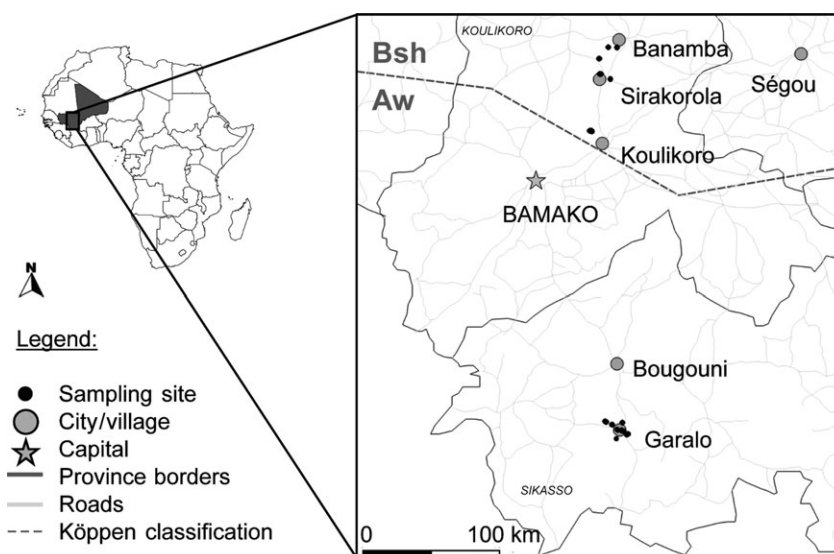 KOULIKORO
Bsh
Aw
Banamba
Ségou
Sirakorola
Koulikoro
BAMAKO
Bougouni
Garalo
SIKASSO
0 100 km
N
Legend:
Sampling site
City/village
Capital
Province borders
Roads
Köppen classification